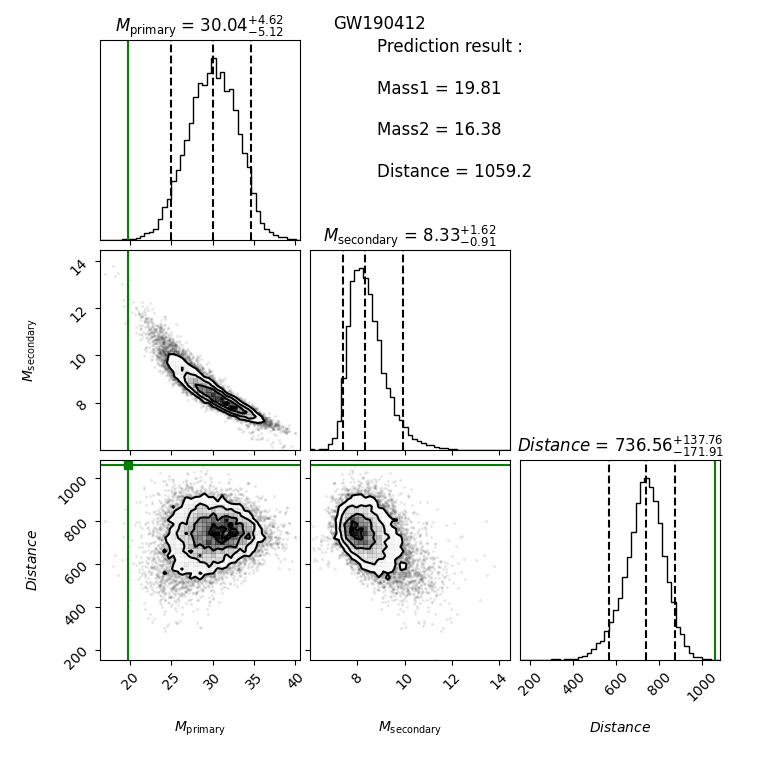 M_primary = 30.04 +4.62 −5.12
GW190412
Prediction result :
Mass1 = 19.81
Mass2 = 16.38
Distance = 1059.2
M_secondary = 8.33 +1.62 −0.91
14
12
10
8
M_secondary
Distance = 736.56 +137.76 −171.91
1000
800
600
400
200
Distance
20 25 30 35 40
8 10 12 14
200 400 600 800 1000
M_primary
M_secondary
Distance